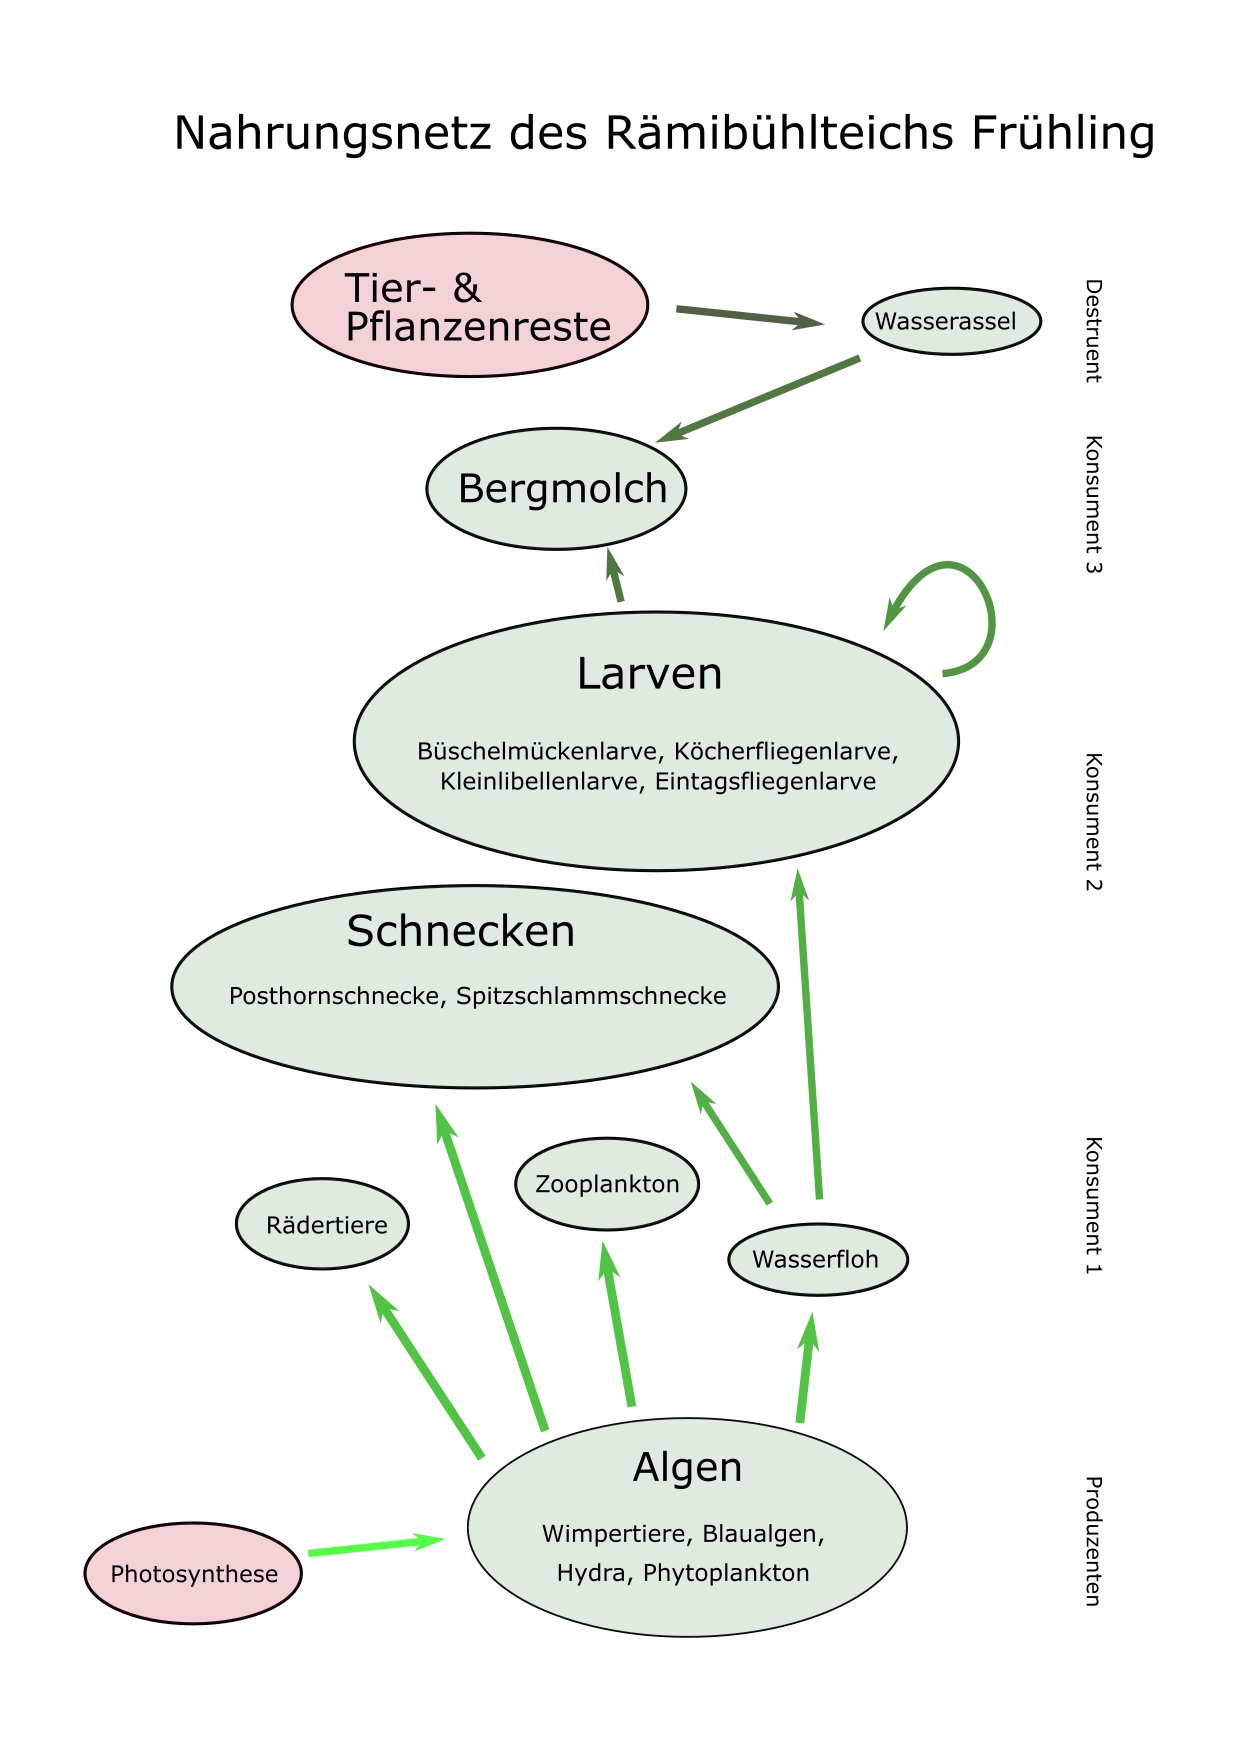 Nahrungsnetz des Rämibühlteichs Frühling
Tier- &
Pflanzenreste
Wasserassel
Destruent
Bergmolch
Konsument 3
Larven
Büschelmückenlarve, Köcherfliegenlarve,
Kleinlibellenlarve, Eintagsfliegenlarve
Konsument 2
Schnecken
Posthornschnecke, Spitzschlammschnecke
Zooplankton
Rädertiere
Wasserfloh
Konsument 1
Algen
Wimpertiere, Blaualgen,
Hydra, Phytoplankton
Photosynthese
Produzenten